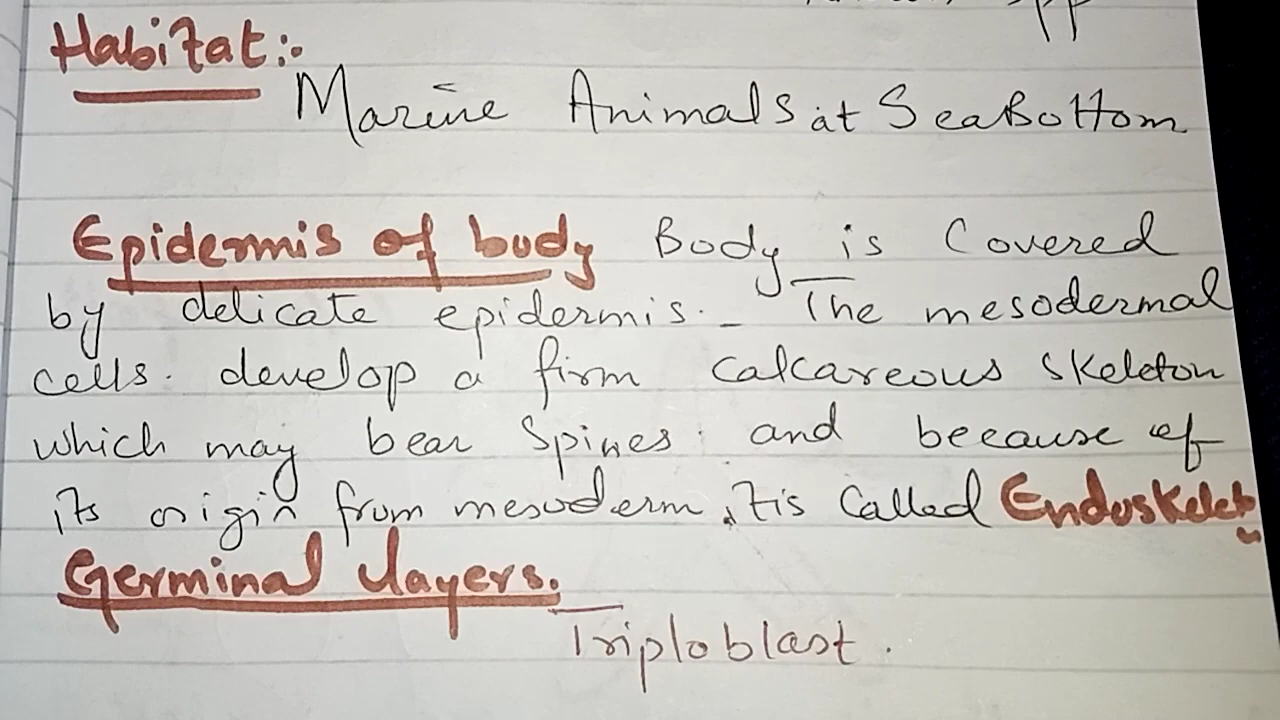 Habitat:-
Marine Animals at Sea Bottom
Epidermis of body Body is Covered
by delicate epidermis. The mesodermal
cells. develop a firm calcareous skeleton
which may bear Spines. and because of
its origin from mesoderm, It is Called Endoskelet
on
Germinal layers.
Triploblast.